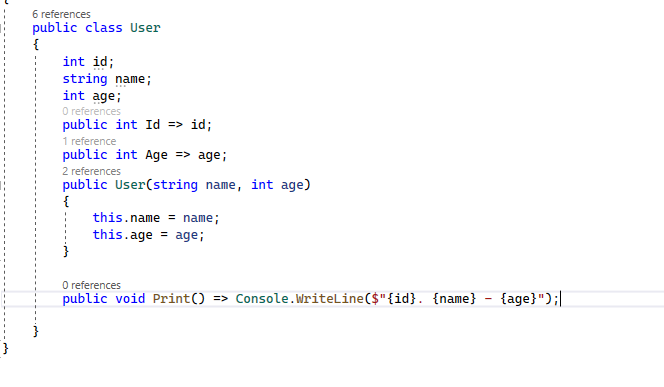 6 references
public class User
{
int id;
string name;
int age;
0 references
public int Id => id;
1 reference
public int Age => age;
2 references
public User(string name, int age)
{
this.name = name;
this.age = age;
}
0 references
public void Print() => Console.WriteLine($"{id}. {name} - {age}");
}
}